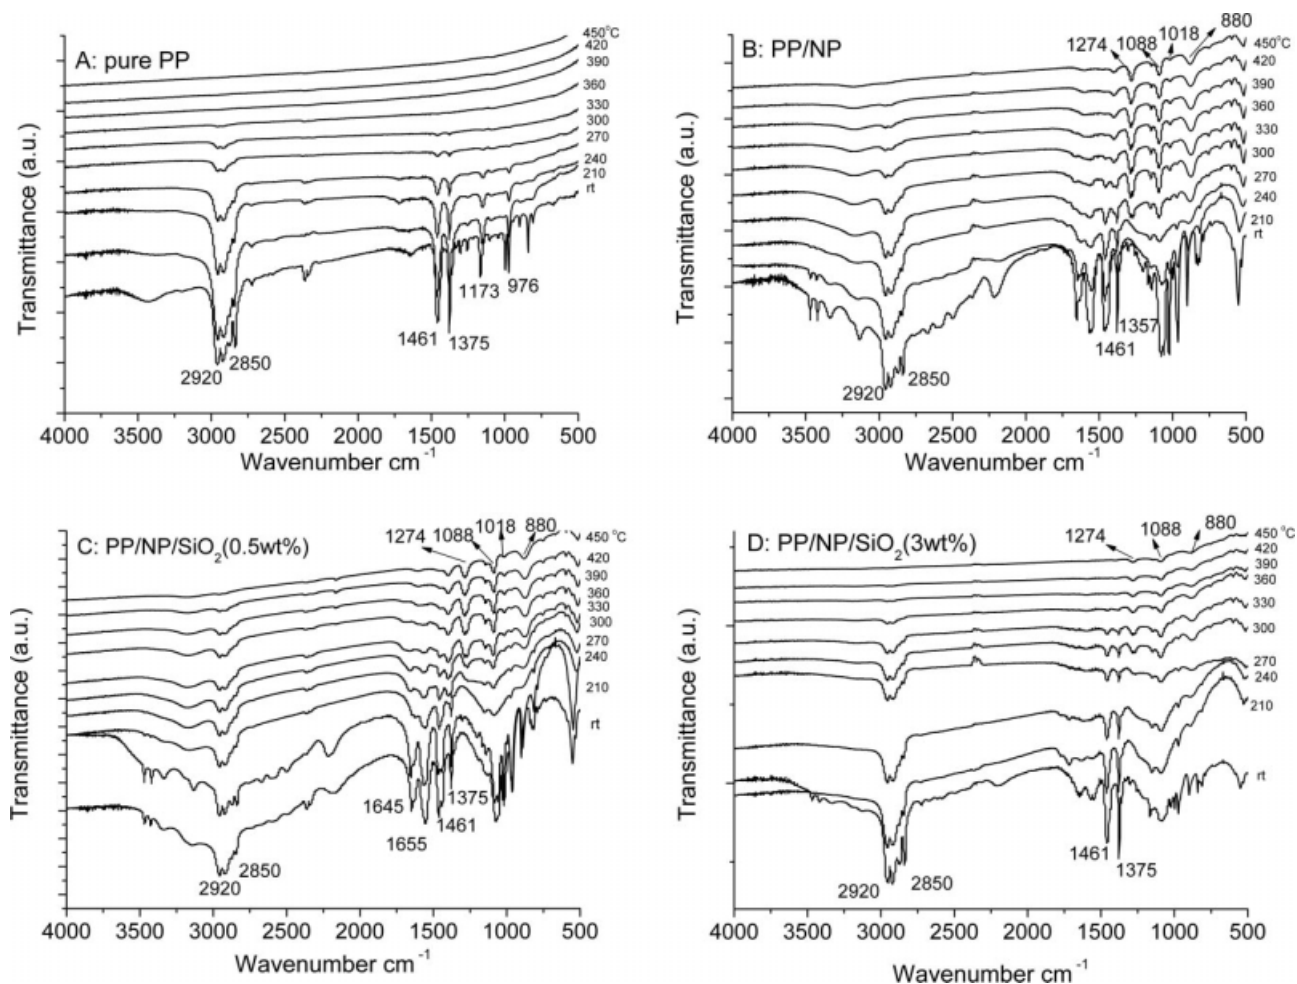 A: pure PP
450°C
420
390
360
330
300
270
240
210
rt
1173
976
1461
1375
2850
2920
Transmittance (a.u.)
4000 3500 3000 2500 2000 1500 1000 500
Wavenumber cm⁻¹
B: PP/NP
1274 1088 1018 880
450°C
420
390
360
330
300
270
240
210
rt
1357
1461
2920 2850
Transmittance (a.u.)
4000 3500 3000 2500 2000 1500 1000 500
Wavenumber cm⁻¹
C: PP/NP/SiO₂(0.5wt%)
1274 1088 1018 880
450 °C
420
390
360
330
300
270
240
210
rt
1645 1375
1655 1461
2850
2920
Transmittance (a.u.)
4000 3500 3000 2500 2000 1500 1000 500
Wavenumber cm⁻¹
D: PP/NP/SiO₂(3wt%)
1274 1088 880
450 °C
420
390
360
330
300
270
240
210
rt
1461 1375
2920 2850
Transmittance (a.u.)
4000 3500 3000 2500 2000 1500 1000 500
Wavenumber cm⁻¹